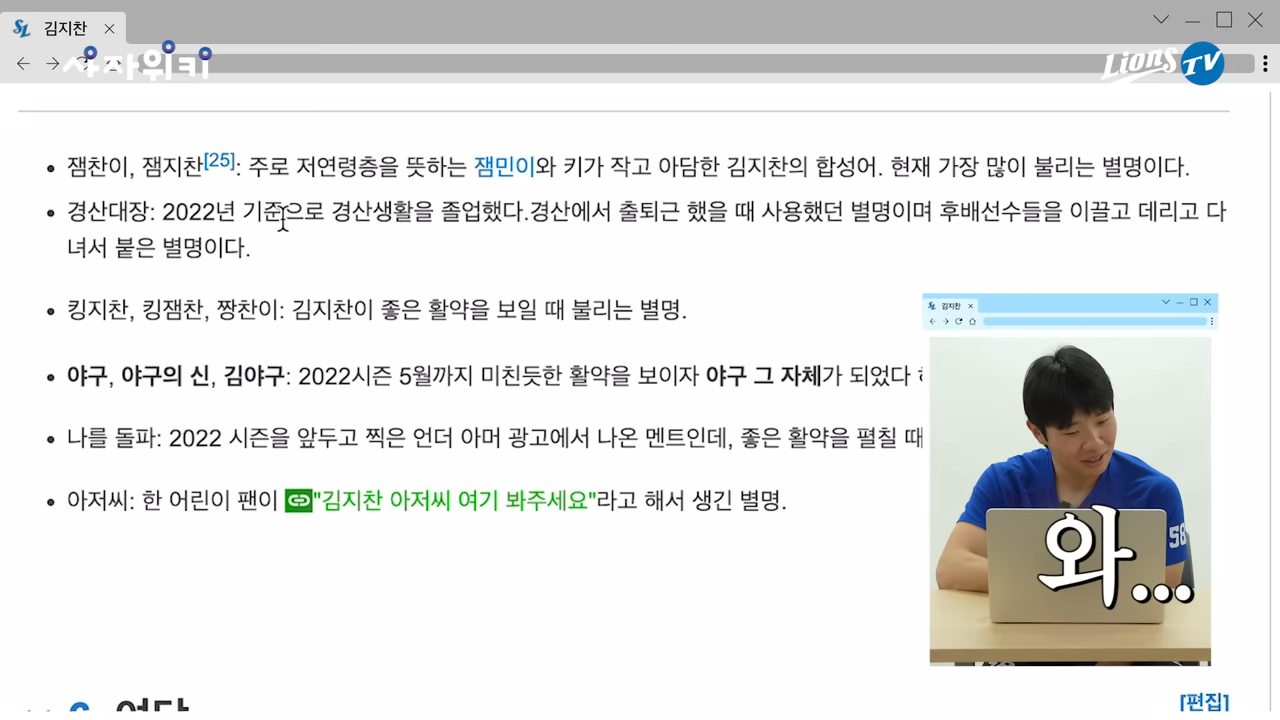 SL 김지찬
사자위키
Lions TV
잼찬이, 잼지찬[25]: 주로 저연령층을 뜻하는 잼민이와 키가 작고 아담한 김지찬의 합성어. 현재 가장 많이 불리는 별명이다.
경산대장: 2022년 기준으로 경산생활을 졸업했다.경산에서 출퇴근 했을 때 사용했던 별명이며 후배선수들을 이끌고 데리고 다
녀서 붙은 별명이다.
킹지찬, 킹잼찬, 짱찬이: 김지찬이 좋은 활약을 보일 때 불리는 별명.
야구, 야구의 신, 김야구: 2022시즌 5월까지 미친듯한 활약을 보이자 야구 그 자체가 되었다
나를 돌파: 2022 시즌을 앞두고 찍은 언더 아머 광고에서 나온 멘트인데, 좋은 활약을 펼칠 때
아저씨: 한 어린이 팬이 "김지찬 아저씨 여기 봐주세요"라고 해서 생긴 별명.
SL 김지찬
58
와...
[편집]